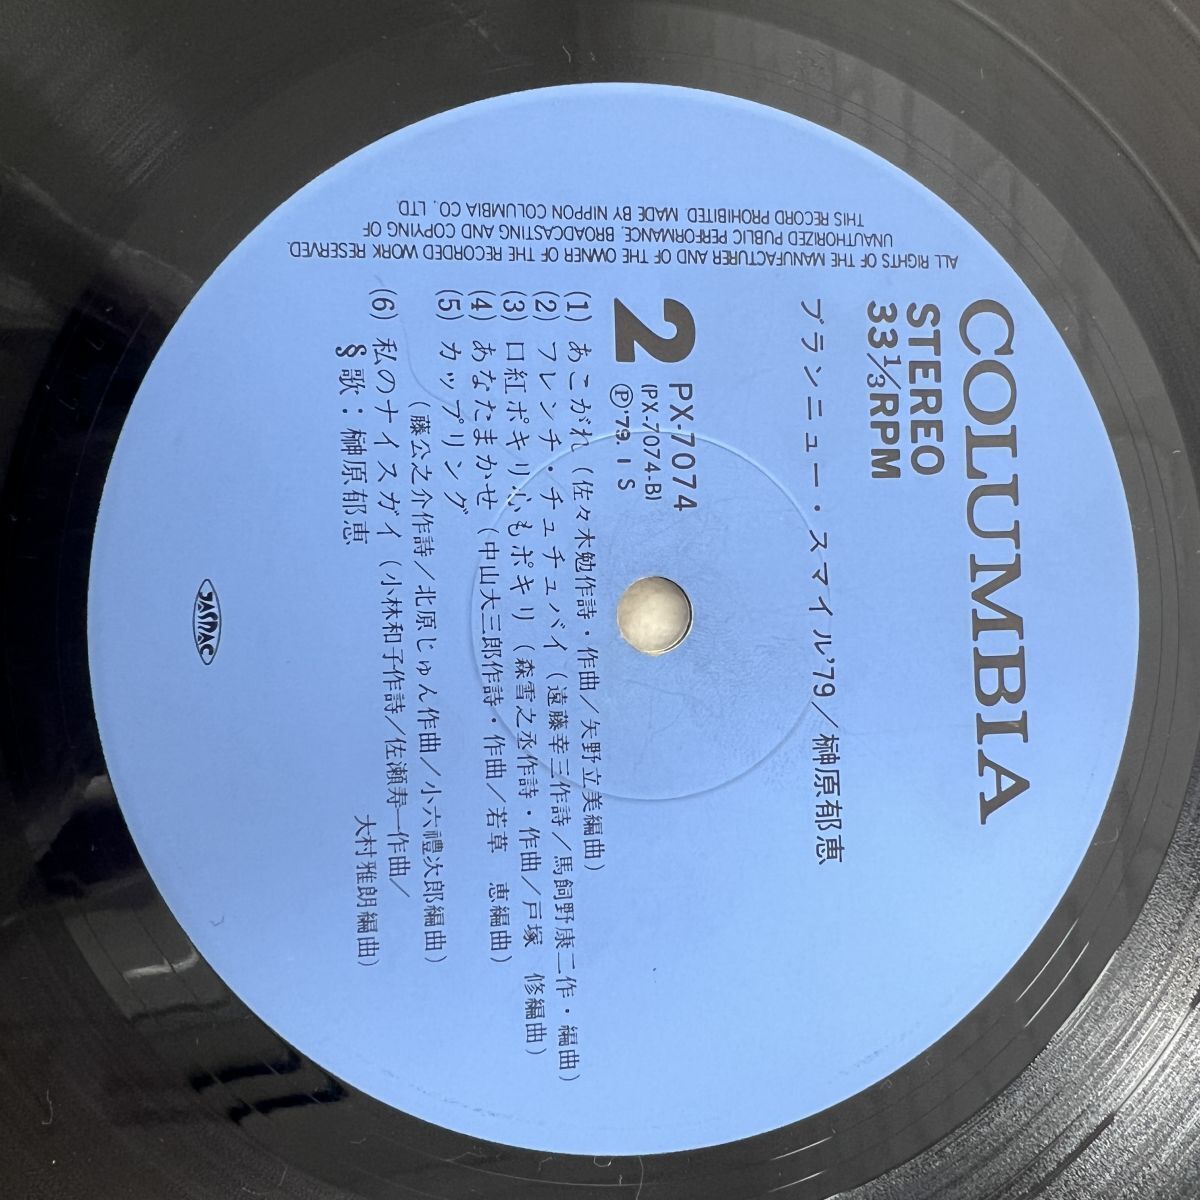 COLUMBIA
STEREO
33 1/3 RPM
ブランニュー・スマイル'79/榊原郁恵
2
PX-7074
(PX-7074-B)
Ⓟ'79. 1 S
(1) あこがれ (佐々木勉作詩・作曲/矢野立美編曲)
(2) フレンチ・チュチュバイ (遠藤幸三作詩/馬飼野康二作・編曲)
(3) 口紅ポキリ心もポキリ (森雪之丞作詩・作曲/戸塚 修編曲)
(4) あなたまかせ (中山大三郎作詩・作曲/若草 恵編曲)
(5) カップリング
(藤公之介作詩/北原じゅん作曲/小六禮次郎編曲)
(6) 私のナイスガイ (小林和子作詩/佐瀬寿一作曲/
大村雅朗編曲)
§歌:榊原郁恵
JASRAC
ALL RIGHTS OF THE MANUFACTURER AND OF THE OWNER OF THE RECORDED WORK RESERVED.
UNAUTHORIZED PUBLIC PERFORMANCE, BROADCASTING AND COPYING OF
THIS RECORD PROHIBITED. MADE BY NIPPON COLUMBIA CO. LTD.